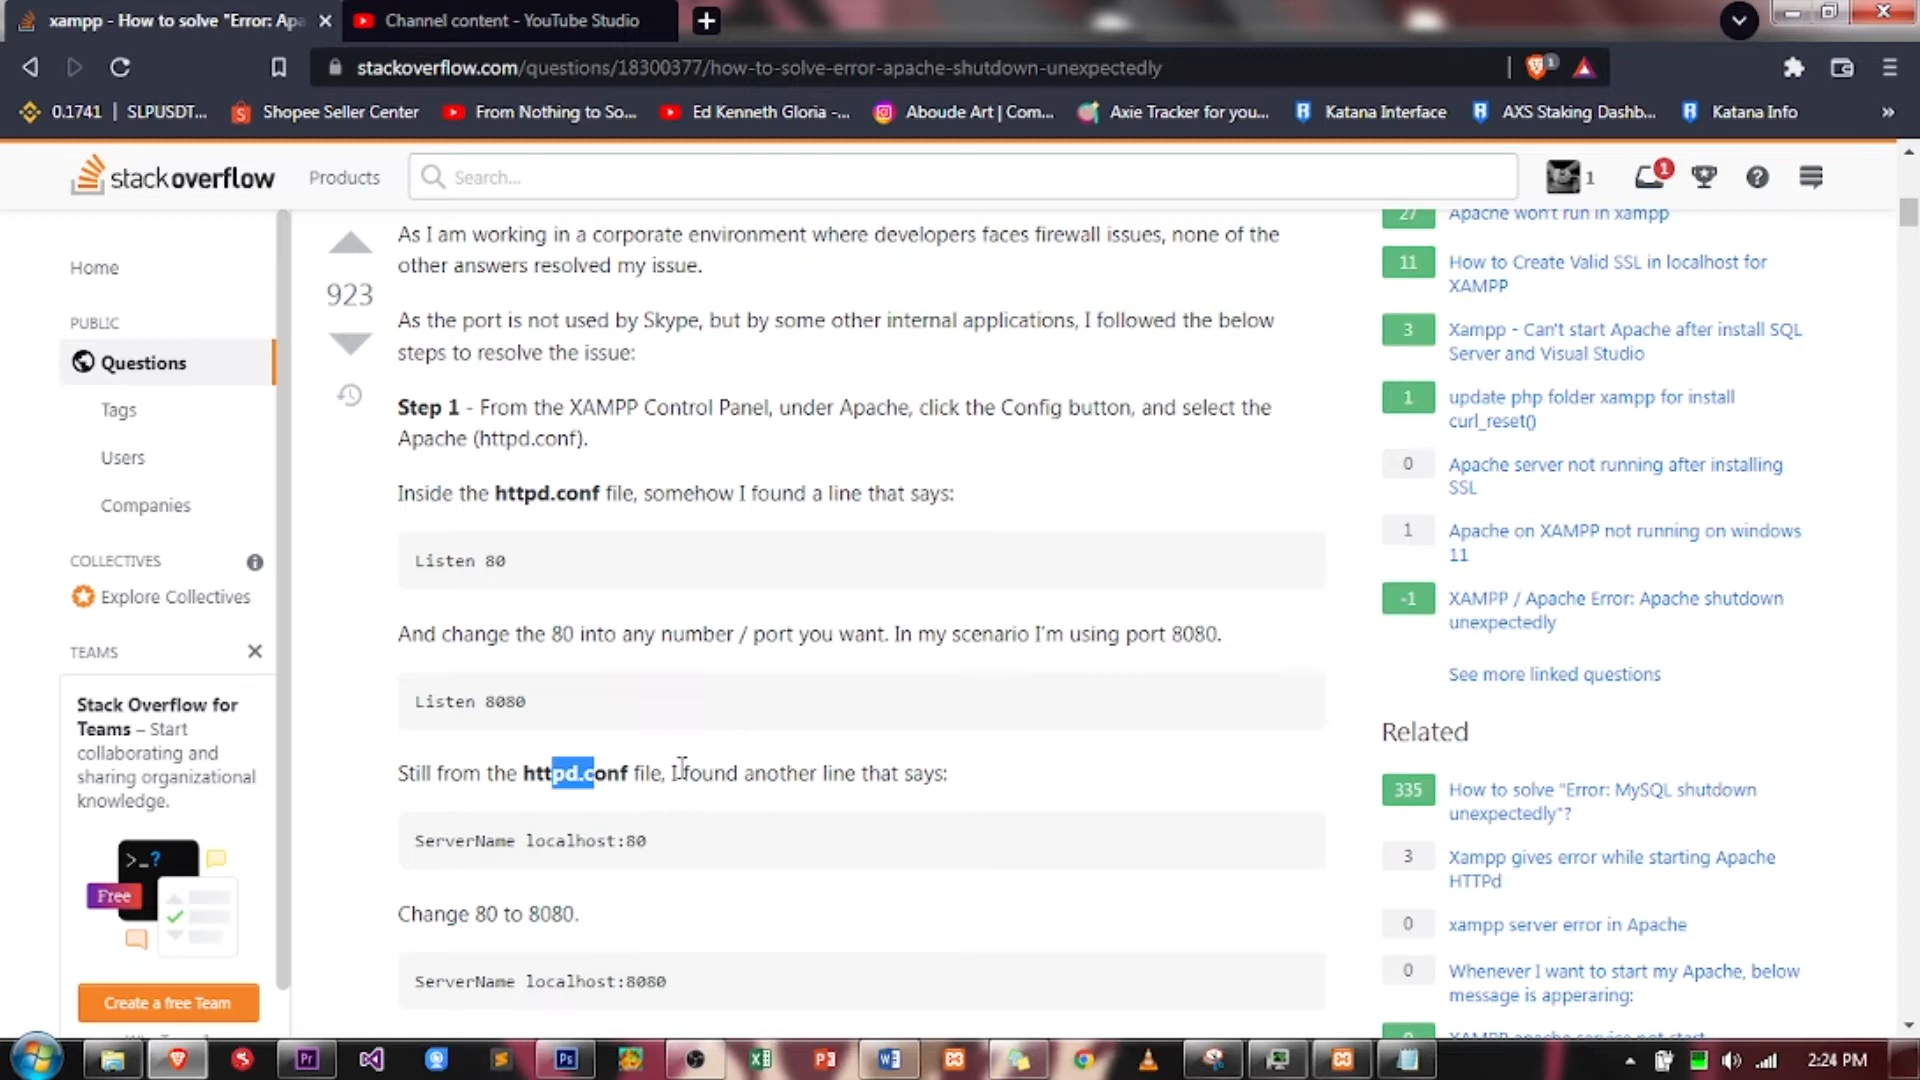 xampp - How to solve "Error: Apa
Channel content - YouTube Studio
stackoverflow.com/questions/18300377/how-to-solve-error-apache-shutdown-unexpectedly
1
0.1741 | SLPUSDT...
Shopee Seller Center
From Nothing to So...
Ed Kenneth Gloria -...
Aboude Art | Com...
Axie Tracker for you...
Katana Interface
AXS Staking Dashb...
Katana Info
»
stackoverflow
Products
Search...
1
1
Home
PUBLIC
Questions
Tags
Users
Companies
COLLECTIVES
Explore Collectives
TEAMS
Stack Overflow for
Teams – Start
collaborating and
sharing organizational
knowledge.
>_?
Free
Create a free Team
923
As I am working in a corporate environment where developers faces firewall issues, none of the
other answers resolved my issue.
As the port is not used by Skype, but by some other internal applications, I followed the below
steps to resolve the issue:
Step 1 - From the XAMPP Control Panel, under Apache, click the Config button, and select the
Apache (httpd.conf).
Inside the httpd.conf file, somehow I found a line that says:
Listen 80
And change the 80 into any number / port you want. In my scenario I'm using port 8080.
Listen 8080
Still from the httpd.conf file, I found another line that says:
ServerName localhost:80
Change 80 to 8080.
ServerName localhost:8080
27 Apache won't run in xampp
11 How to Create Valid SSL in localhost for
XAMPP
3 Xampp - Can't start Apache after install SQL
Server and Visual Studio
1 update php folder xampp for install
curl_reset()
0 Apache server not running after installing
SSL
1 Apache on XAMPP not running on windows
11
-1 XAMPP / Apache Error: Apache shutdown
unexpectedly
See more linked questions
Related
335 How to solve "Error: MySQL shutdown
unexpectedly"?
3 Xampp gives error while starting Apache
HTTPd
0 xampp server error in Apache
0 Whenever I want to start my Apache, below
message is apperaring:
XAMPP apache service not start
Pr
Ps
2:24 PM